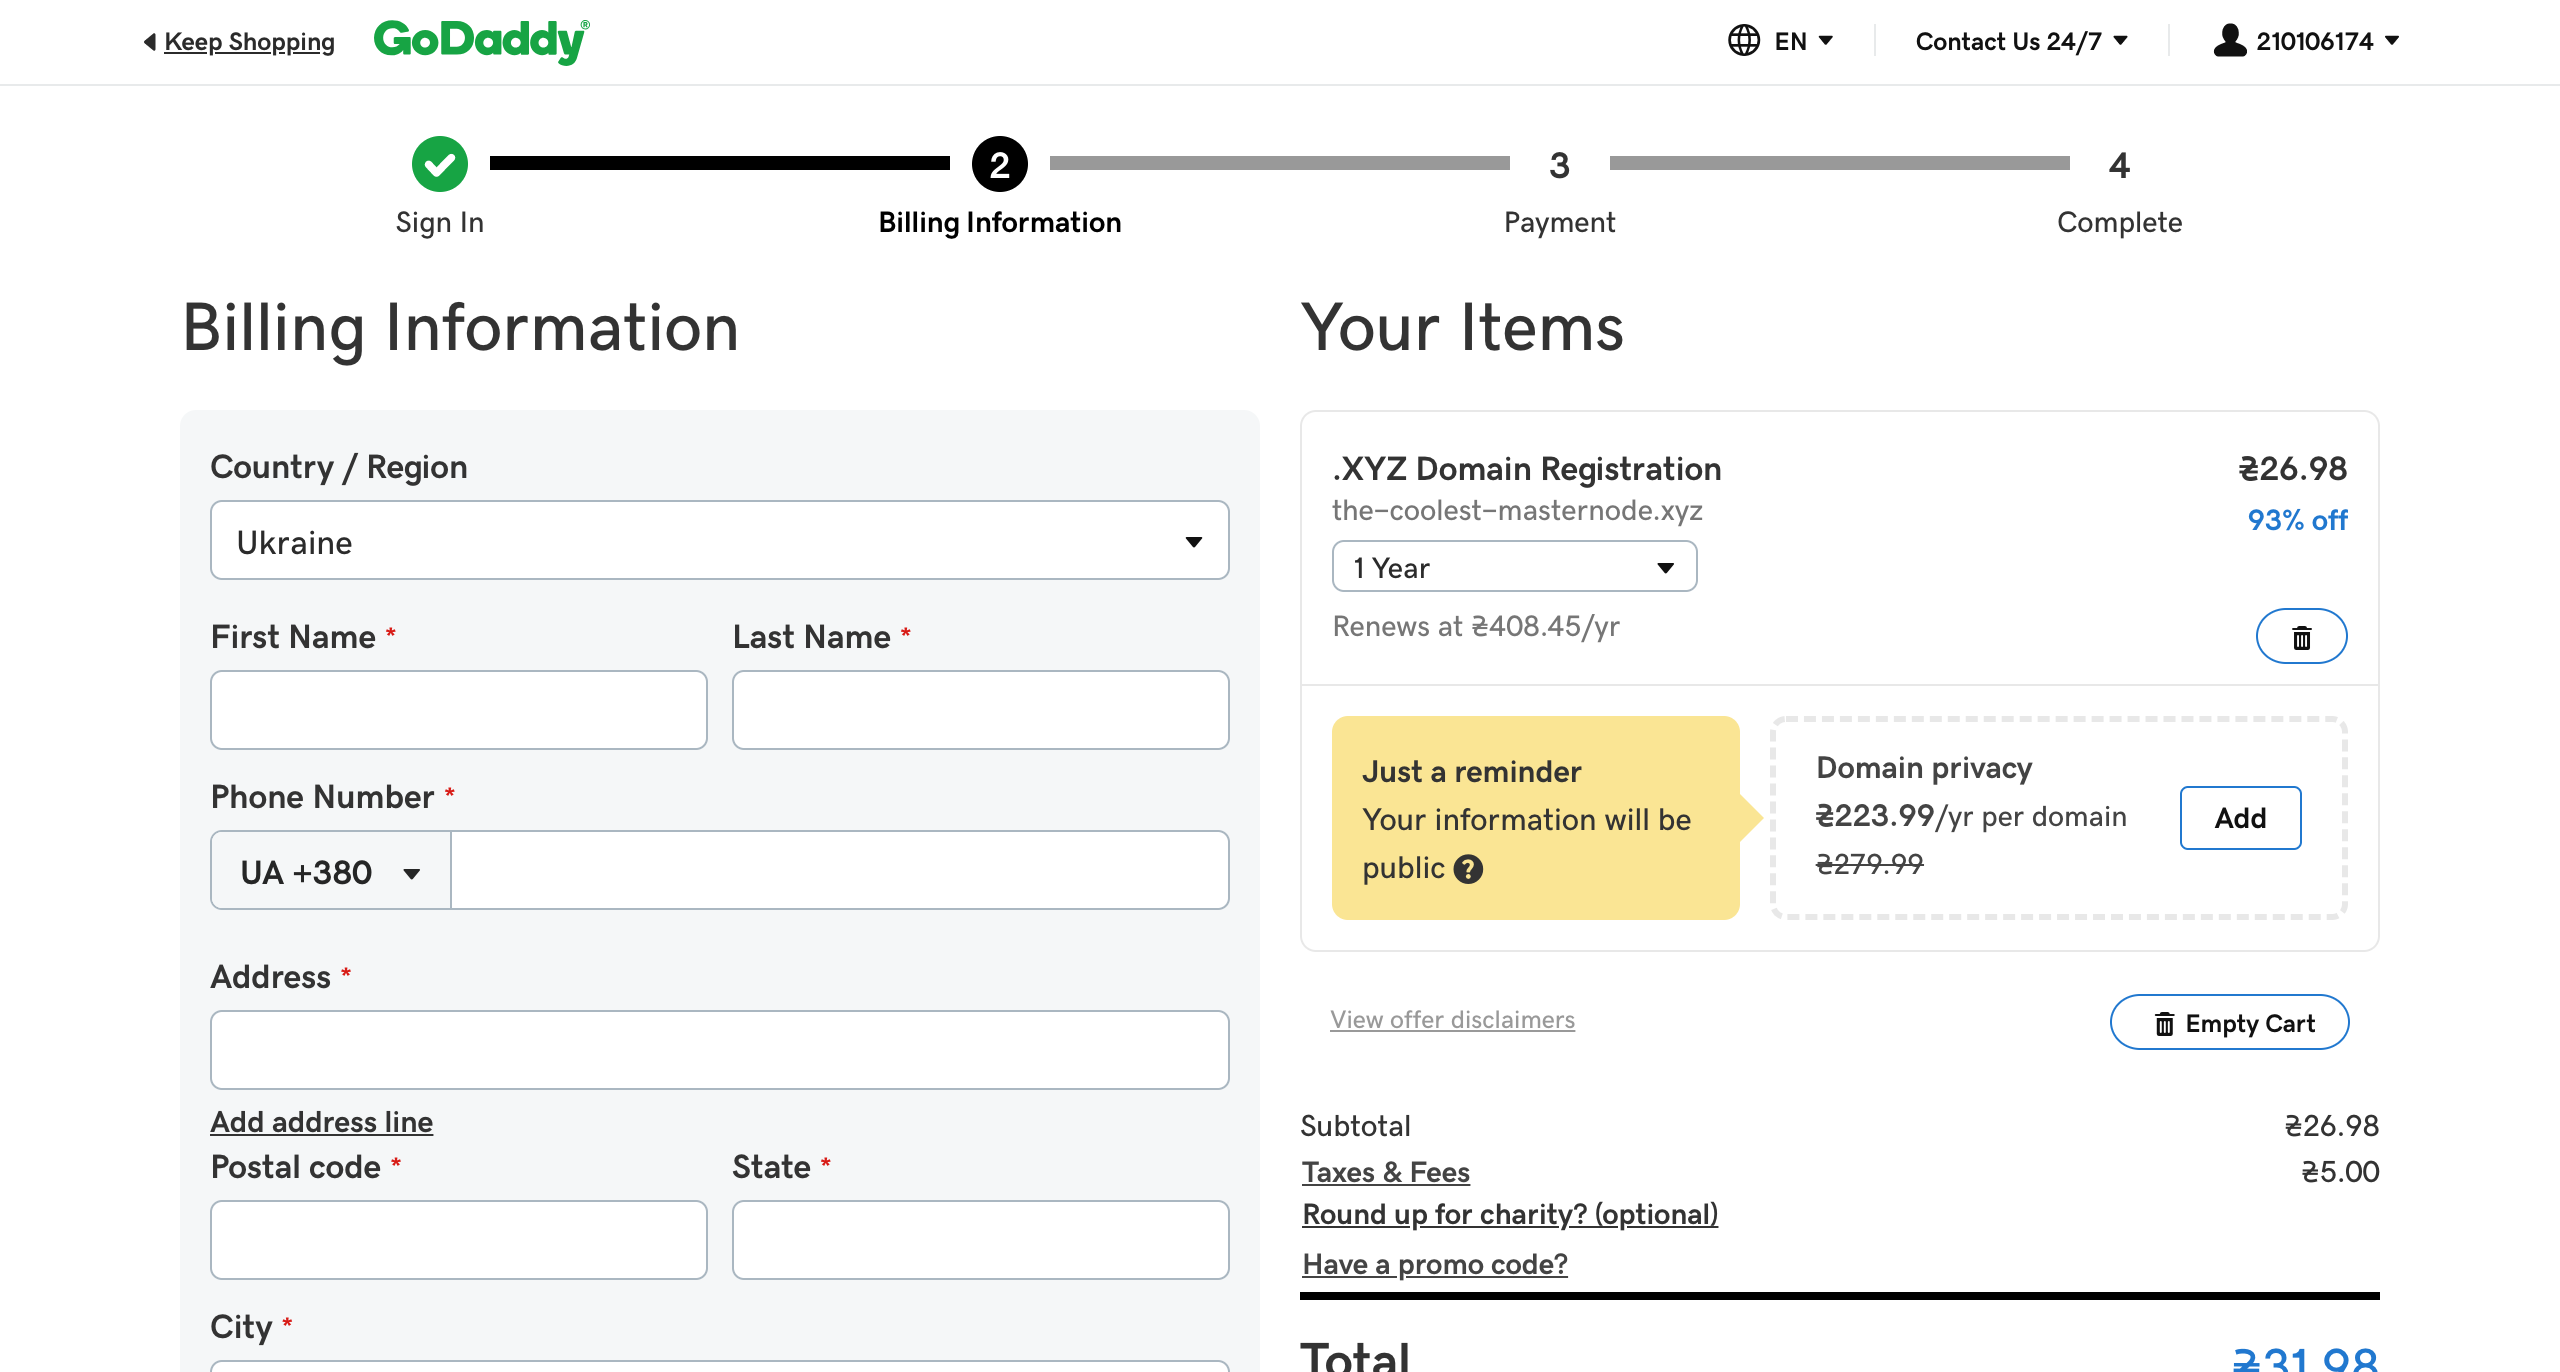 Keep Shopping
GoDaddy®
EN
Contact Us 24/7
210106174
2
3
4
Sign In
Billing Information
Payment
Complete
Billing Information
Country / Region
Ukraine
First Name *
Last Name *
Phone Number *
UA +380
Address *
Add address line
Postal code *
State *
City *
Your Items
.XYZ Domain Registration
₴26.98
the-coolest-masternode.xyz
93% off
1 Year
Renews at ₴408.45/yr
Just a reminder
Your information will be
public ?
Domain privacy
₴223.99/yr per domain
₴279.99
Add
View offer disclaimers
Empty Cart
Subtotal
₴26.98
Taxes & Fees
₴5.00
Round up for charity? (optional)
Have a promo code?
Total
₴31.98